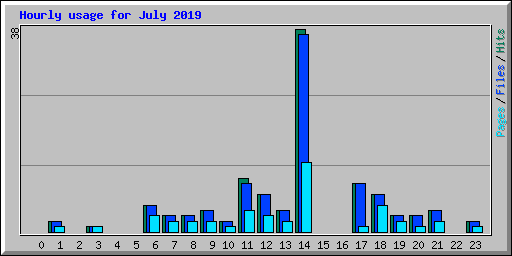 Hourly usage for July 2019
38
Pages/Files/Hits
0 1 2 3 4 5 6 7 8 9 10 11 12 13 14 15 16 17 18 19 20 21 22 23